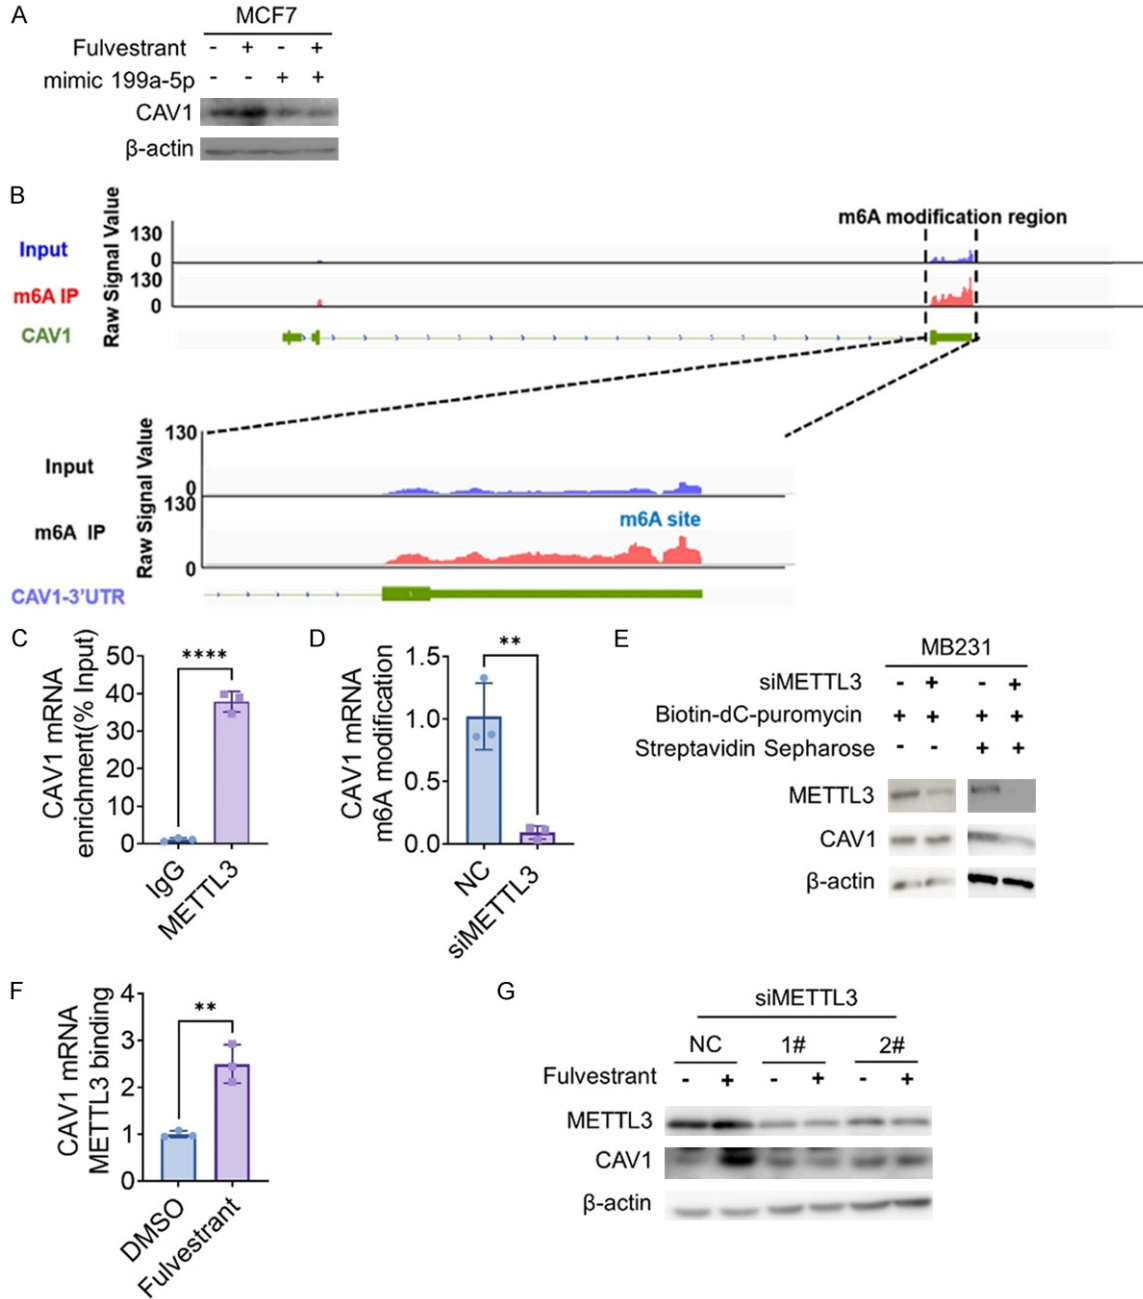 A
MCF7
Fulvestrant - + - +
mimic 199a-5p - - + +
CAV1
β-actin
B
Raw Signal Value
m6A modification region
Input
130
0
m6A IP
130
0
CAV1
Raw Signal Value
130
Input
0
130
m6A IP
m6A site
0
CAV1-3'UTR
C
CAV1 mRNA
enrichment(% Input)
50
40
30
20
10
0
****
IgG
METTL3
D
CAV1 mRNA
m6A modification
1.5
1.0
0.5
0.0
**
NC
siMETTL3
E
MB231
siMETTL3 - + - +
Biotin-dC-puromycin + + + +
Streptavidin Sepharose - - + +
METTL3
CAV1
β-actin
F
CAV1 mRNA
METTL3 binding
4
3
2
1
0
**
DMSO
Fulvestrant
G
siMETTL3
NC 1# 2#
Fulvestrant - + - + - +
METTL3
CAV1
β-actin